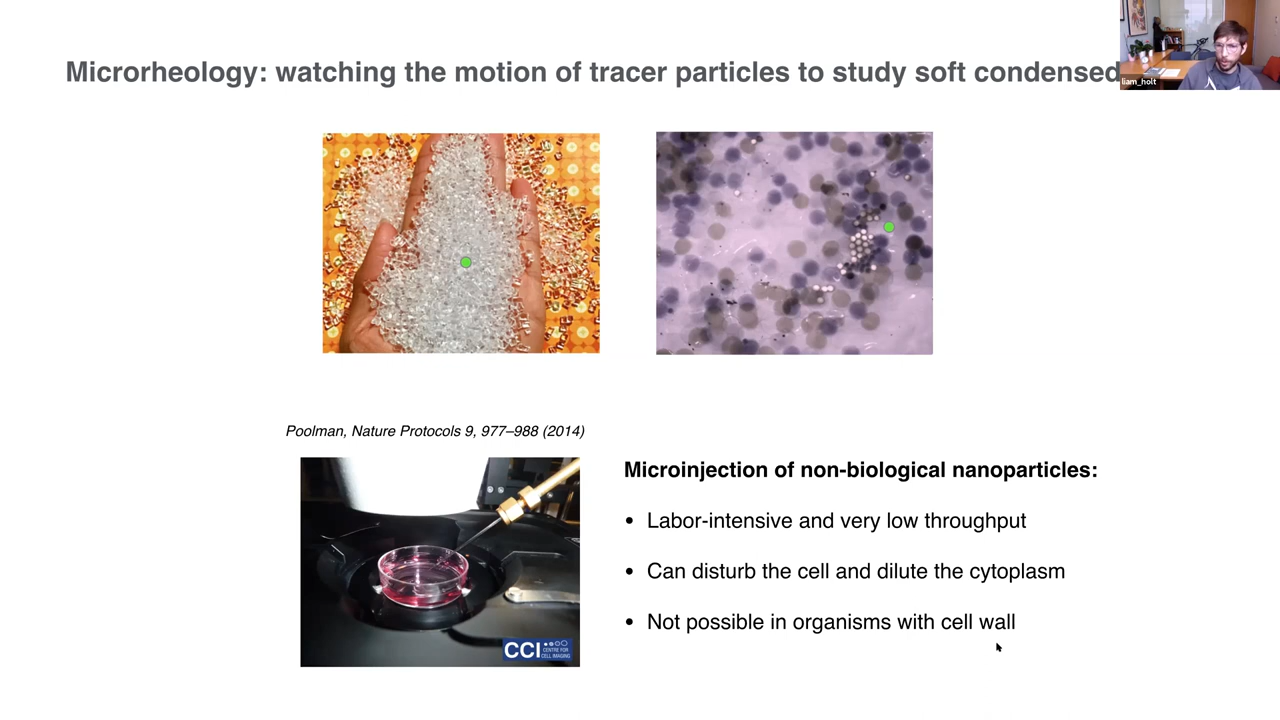 Microrheology: watching the motion of tracer particles to study soft condensed
liam_holt
Poolman, Nature Protocols 9, 977–988 (2014)
Microinjection of non-biological nanoparticles:
• Labor-intensive and very low throughput
• Can disturb the cell and dilute the cytoplasm
• Not possible in organisms with cell wall
CCI CENTRE FOR
CELL IMAGING